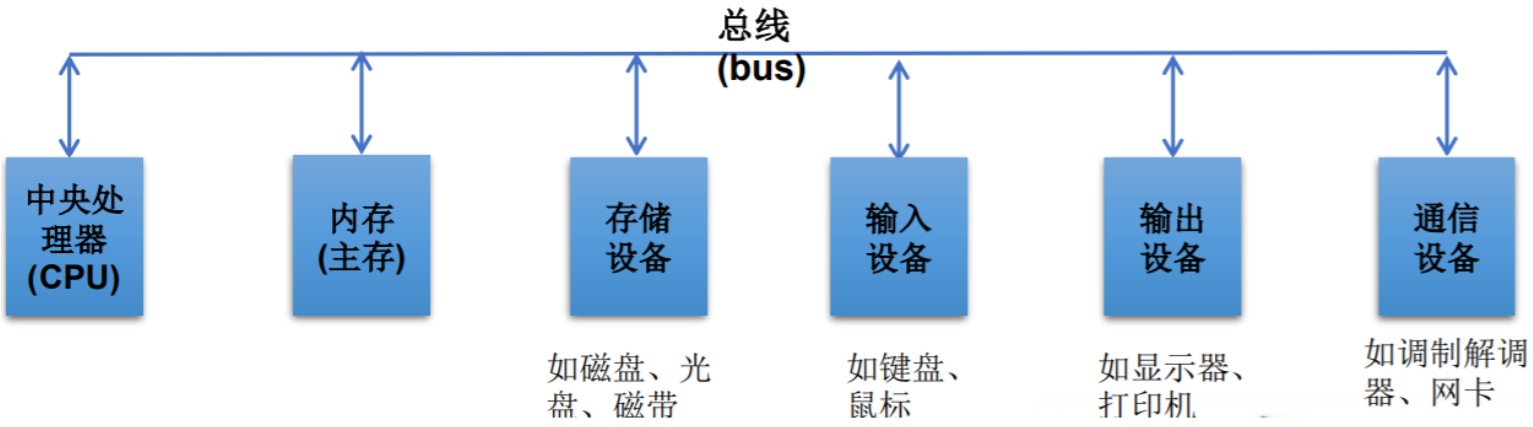 总线
(bus)
中央处
理器
(CPU)
内存
(主存)
存储
设备
输入
设备
输出
设备
通信
设备
如磁盘、光
盘、磁带
如键盘、
鼠标
如显示器、
打印机
如调制解调
器、网卡